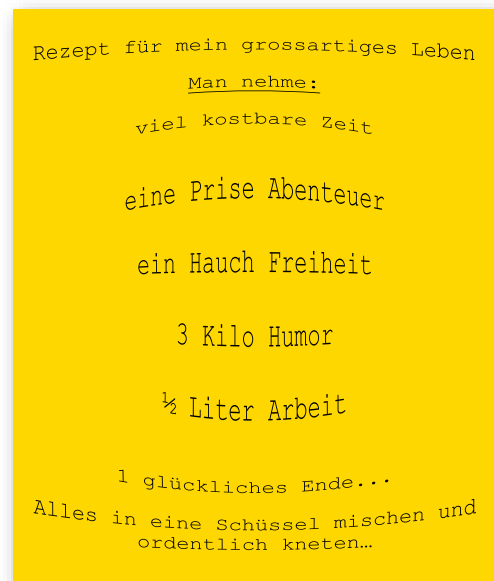 Rezept für mein grossartiges Leben
Man nehme:
viel kostbare Zeit
eine Prise Abenteuer
ein Hauch Freiheit
3 Kilo Humor
½ Liter Arbeit
1 glückliches Ende...
Alles in eine Schüssel mischen und
ordentlich kneten…